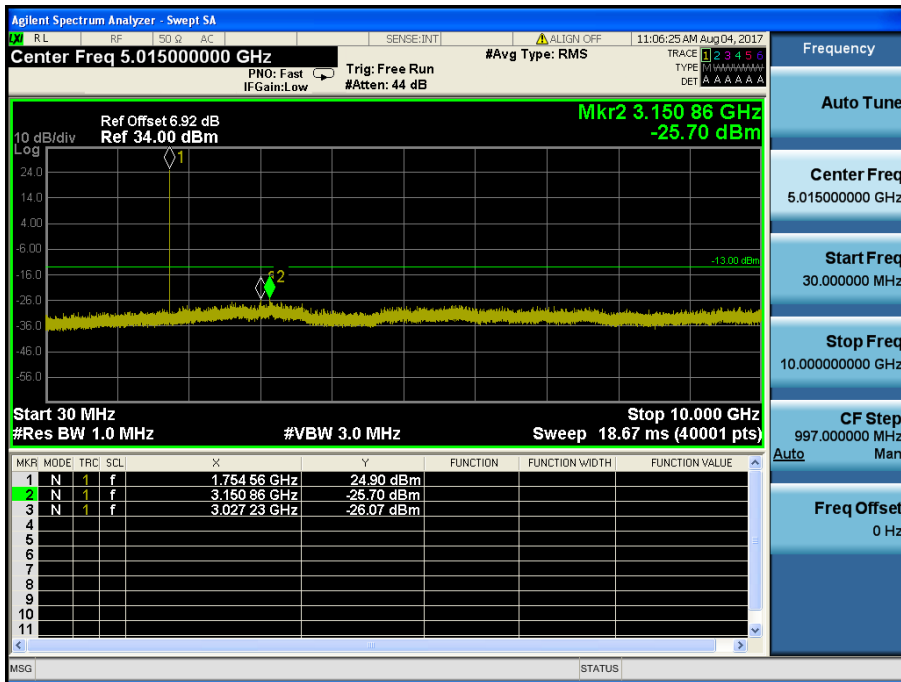 Agilent Spectrum Analyzer - Swept SA
LXI RL RF 50 Ω AC SENSE:INT ALIGN OFF 11:06:25 AM Aug 04, 2017
Center Freq 5.015000000 GHz
PNO: Fast
IFGain:Low
Trig: Free Run
#Atten: 44 dB
#Avg Type: RMS
TRACE 1 2 3 4 5 6
TYPE M WWWWW
DET A A A A A A
Frequency
Mkr2 3.150 86 GHz
-25.70 dBm
Ref Offset 6.92 dB
10 dB/div Ref 34.00 dBm
Log
1
24.0
14.0
4.00
-6.00
-13.00 dBm
-16.0
2
-26.0
-36.0
-46.0
-56.0
Start 30 MHz Stop 10.000 GHz
#Res BW 1.0 MHz #VBW 3.0 MHz Sweep 18.67 ms (40001 pts)
MKR MODE TRC SCL X Y FUNCTION FUNCTION WIDTH FUNCTION VALUE
1 N 1 f 1.754 56 GHz 24.90 dBm
2 N 1 f 3.150 86 GHz -25.70 dBm
3 N 1 f 3.027 23 GHz -26.07 dBm
4
5
6
7
8
9
10
11
Auto Tune
Center Freq
5.015000000 GHz
Start Freq
30.000000 MHz
Stop Freq
10.000000000 GHz
CF Step
997.000000 MHz
Auto Man
Freq Offset
0 Hz
MSG STATUS